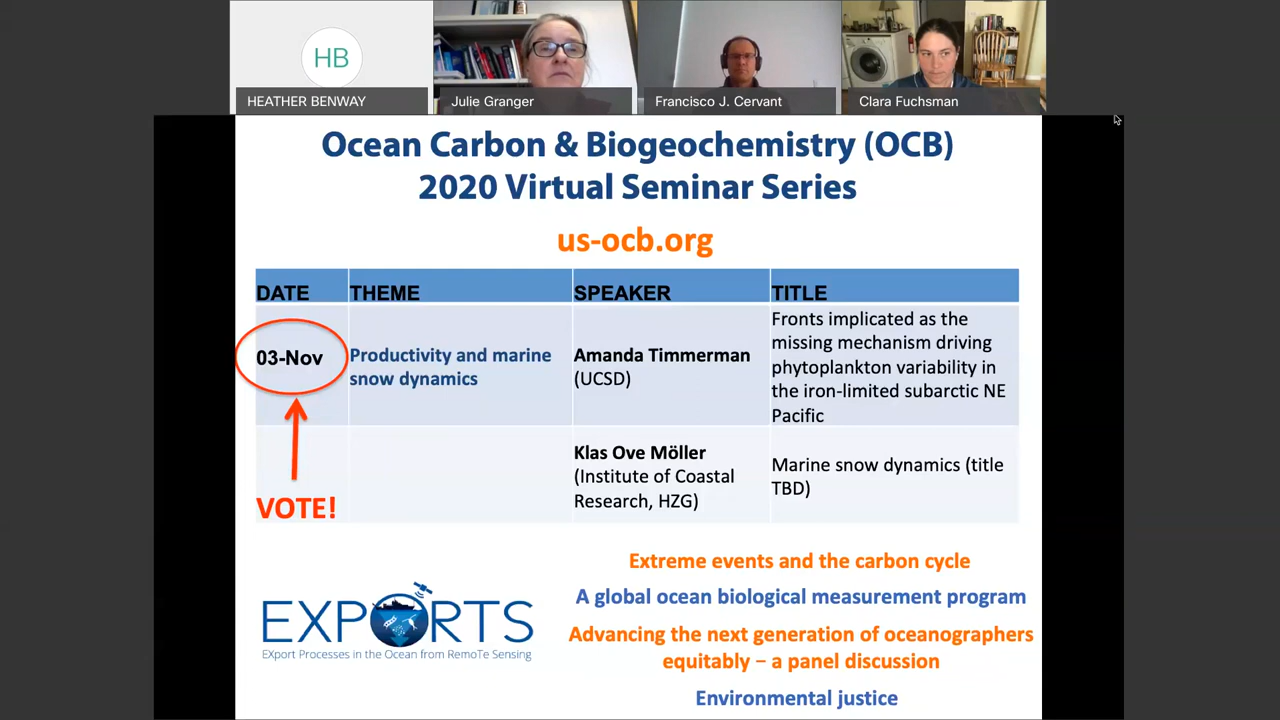 HB
HEATHER BENWAY
Julie Granger
Francisco J. Cervant
Clara Fuchsman
Ocean Carbon & Biogeochemistry (OCB)
2020 Virtual Seminar Series
us-ocb.org
DATE THEME SPEAKER TITLE
03-Nov
Productivity and marine
snow dynamics
Amanda Timmerman
(UCSD)
Fronts implicated as the
missing mechanism driving
phytoplankton variability in
the iron-limited subarctic NE
Pacific
Klas Ove Möller
(Institute of Coastal
Research, HZG)
Marine snow dynamics (title
TBD)
VOTE!
EXPORTS
EXport Processes in the Ocean from RemoTe Sensing
Extreme events and the carbon cycle
A global ocean biological measurement program
Advancing the next generation of oceanographers
equitably – a panel discussion
Environmental justice